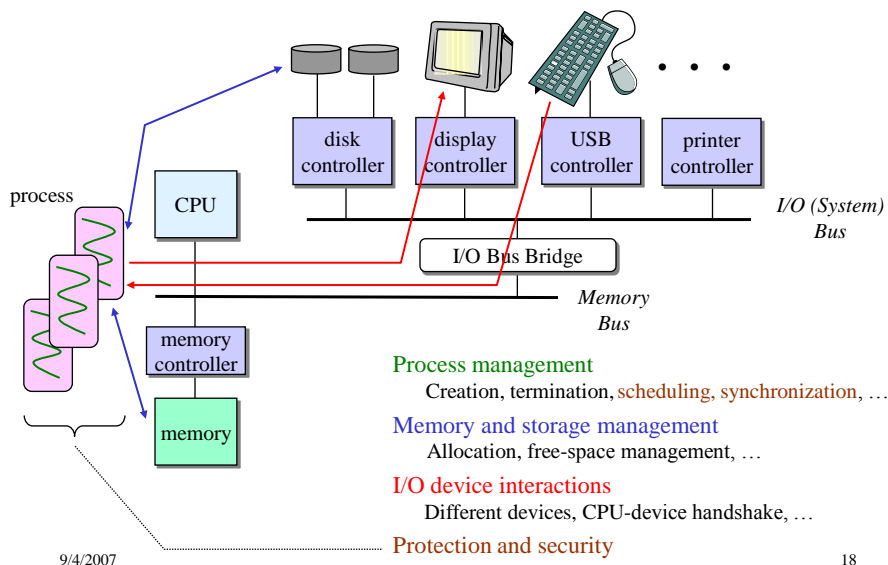 disk
controller
display
controller
USB
controller
printer
controller
process
CPU
I/O (System)
Bus
I/O Bus Bridge
Memory
Bus
memory
controller
memory
Process management
Creation, termination, scheduling, synchronization, …
Memory and storage management
Allocation, free-space management, …
I/O device interactions
Different devices, CPU-device handshake, …
Protection and security
9/4/2007
18